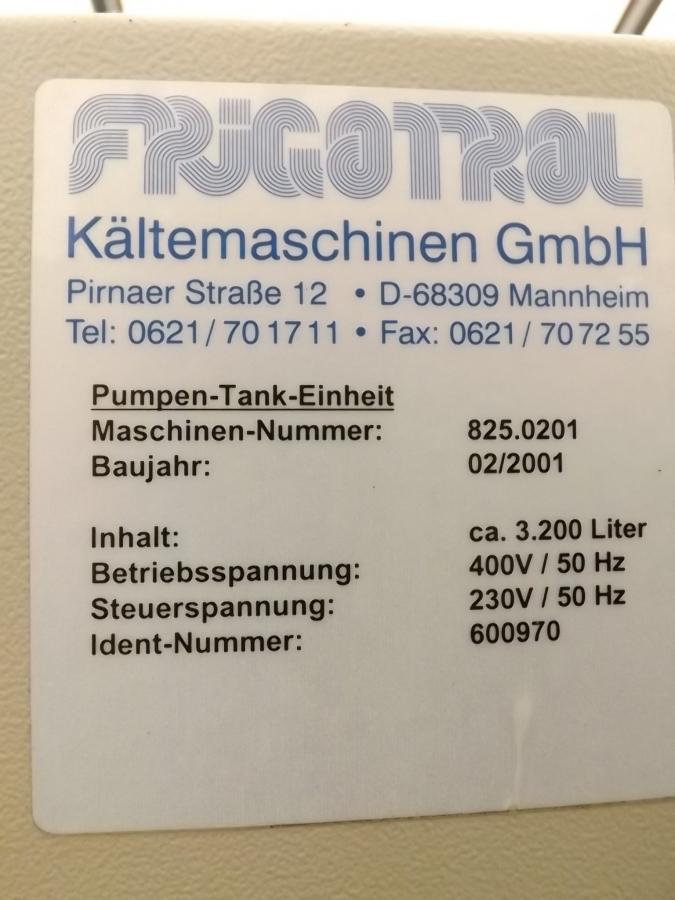 FRIGOTROL
Kältemaschinen GmbH
Pirnaer Straße 12 • D-68309 Mannheim
Tel: 0621/70 17 11 • Fax: 0621/70 72 55
Pumpen-Tank-Einheit
Maschinen-Nummer: 825.0201
Baujahr: 02/2001
Inhalt: ca. 3.200 Liter
Betriebsspannung: 400V / 50 Hz
Steuerspannung: 230V / 50 Hz
Ident-Nummer: 600970